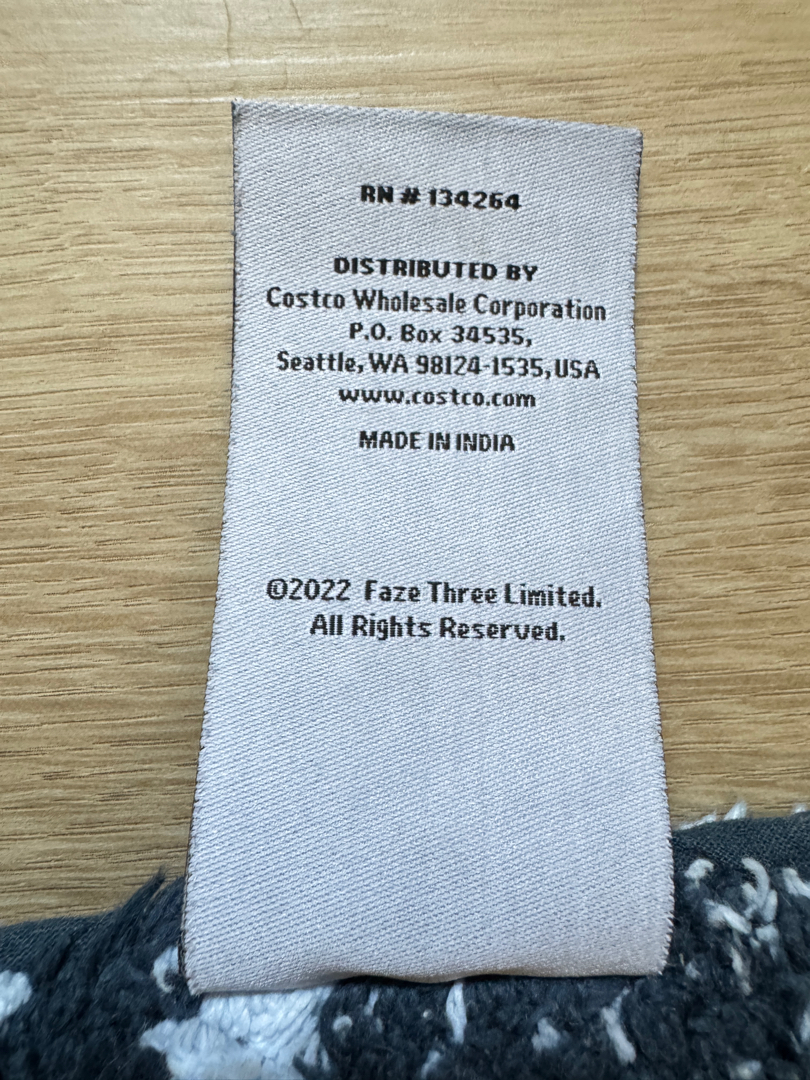 RN # 134264
DISTRIBUTED BY
Costco Wholesale Corporation
P.O. Box 34535,
Seattle, WA 98124-1535, USA
www.costco.com
MADE IN INDIA
©2022 Faze Three Limited.
All Rights Reserved.